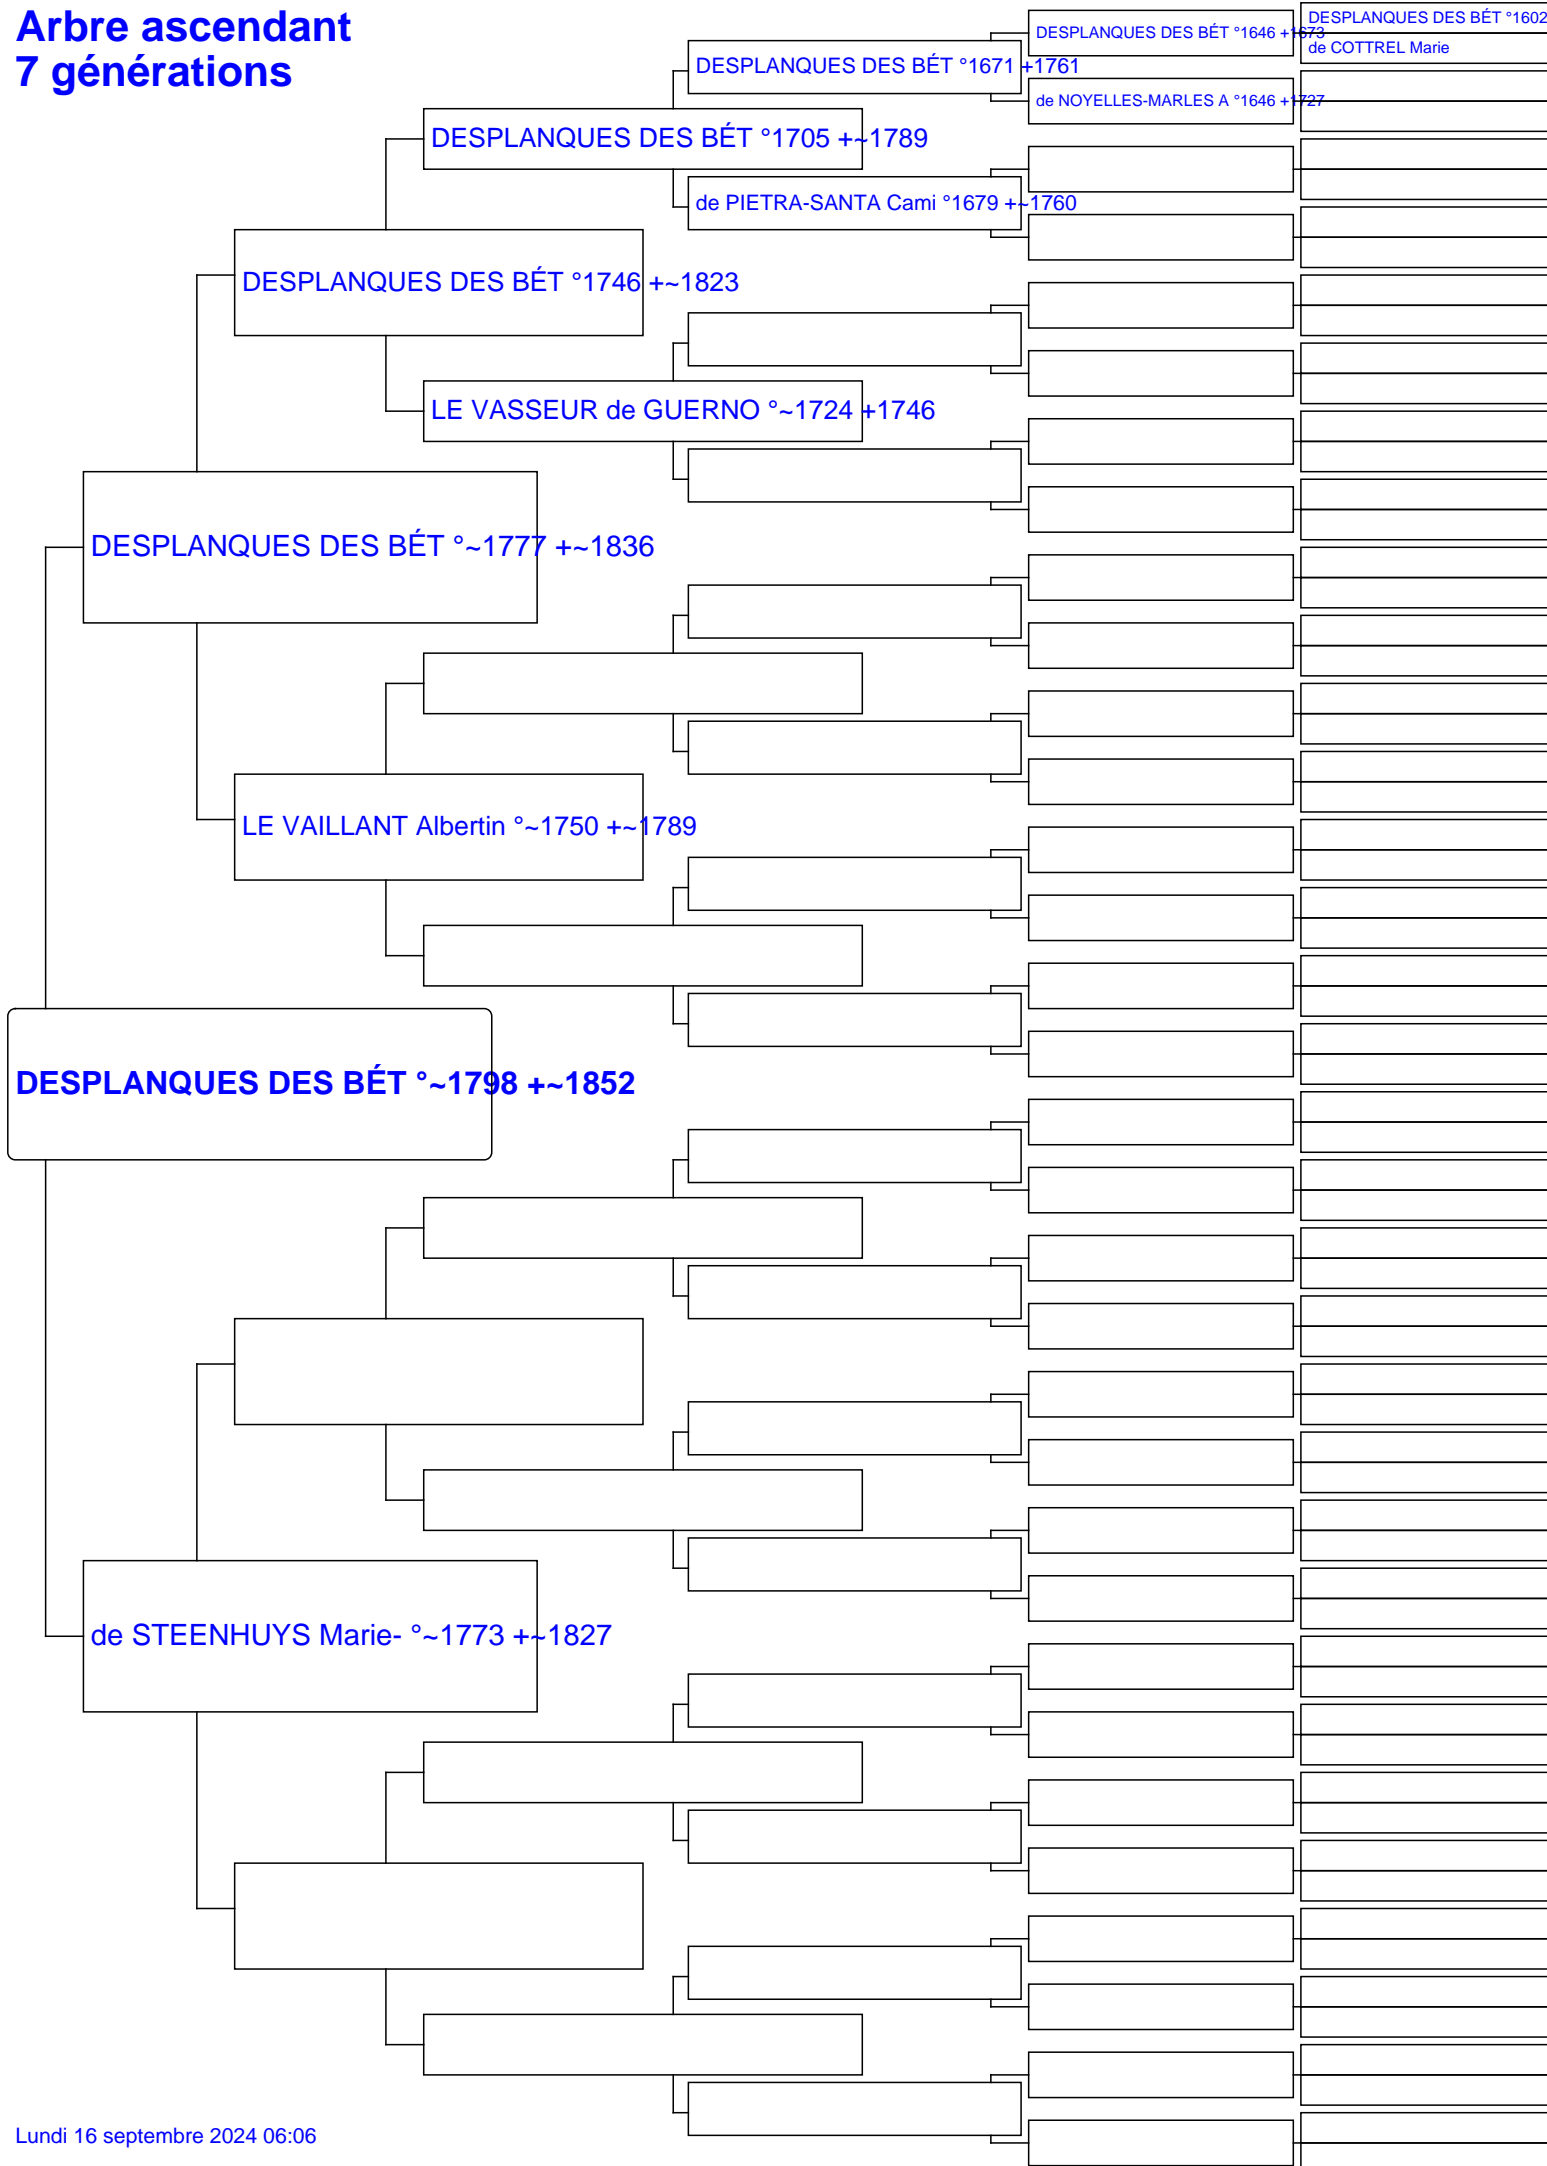 Arbre ascendant
7 générations
DESPLANQUES DES BÉT °1602
de COTTREL Marie
DESPLANQUES DES BÉT °1646 +1673
DESPLANQUES DES BÉT °1671 +1761
de NOYELLES-MARLES A °1646 +1727
DESPLANQUES DES BÉT °1705 +~1789
de PIETRA-SANTA Cami °1679 +~1760
DESPLANQUES DES BÉT °1746 +~1823
LE VASSEUR de GUERNO °~1724 +1746
DESPLANQUES DES BÉT °~1777 +~1836
LE VAILLANT Albertin °~1750 +~1789
DESPLANQUES DES BÉT °~1798 +~1852
de STEENHUYS Marie- °~1773 +~1827
Lundi 16 septembre 2024 06:06